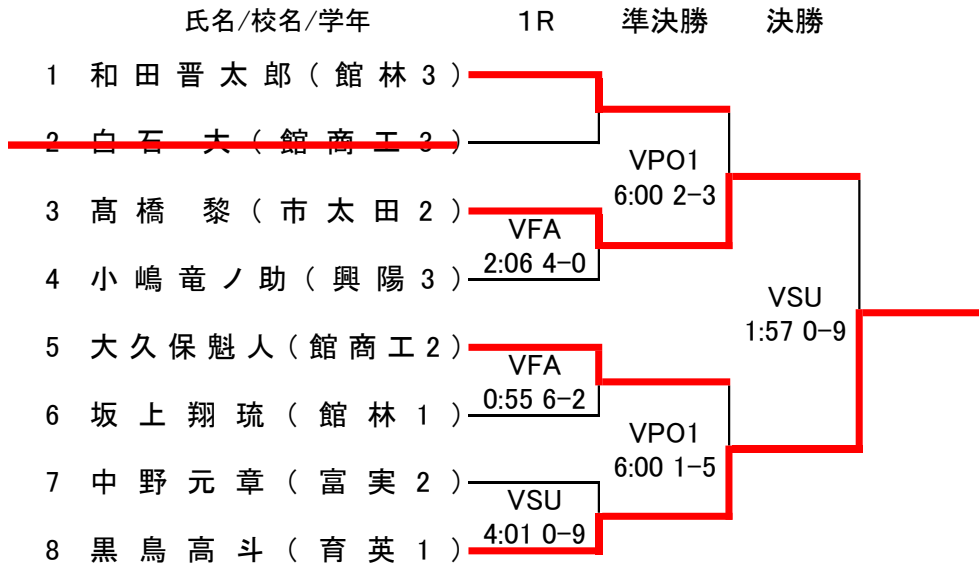 氏名/校名/学年 1R 準決勝 決勝
1 和田晋太郎(館林3)
2 白石 大(館商工3)
VPO1
6:00 2-3
3 髙橋 黎(市太田2)
VFA
2:06 4-0
4 小嶋竜ノ助(興陽3)
VSU
1:57 0-9
5 大久保魁人(館商工2)
VFA
0:55 6-2
6 坂上翔琉(館林1)
VPO1
6:00 1-5
7 中野元章(富実2)
VSU
4:01 0-9
8 黒鳥高斗(育英1)